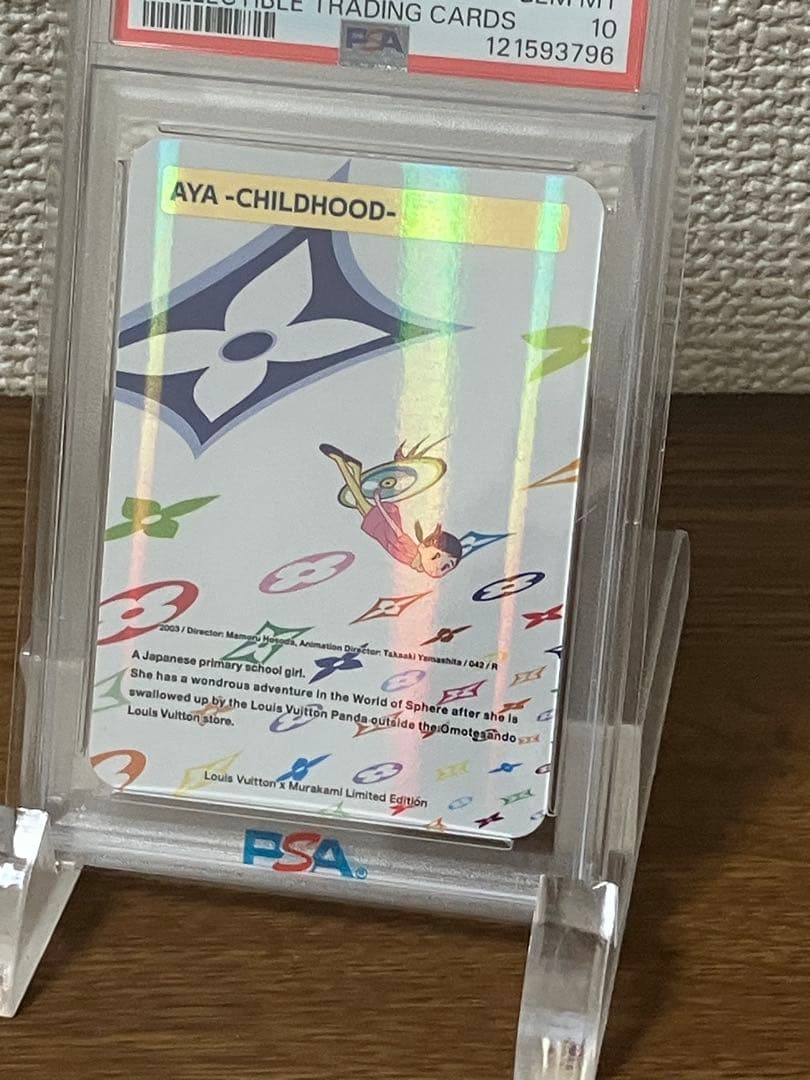 TRADING CARDS
10
PSA
121593796
AYA -CHILDHOOD-
2003 / Director: Mamoru Hosoda, Animation Director: Takaaki Yamashita / 042 / R
A Japanese primary school girl.
She has a wondrous adventure in the World of Sphere after she is
swallowed up by the Louis Vuitton Panda outside the Omotesando
Louis Vuitton store.
Louis Vuitton x Murakami Limited Edition
PSA